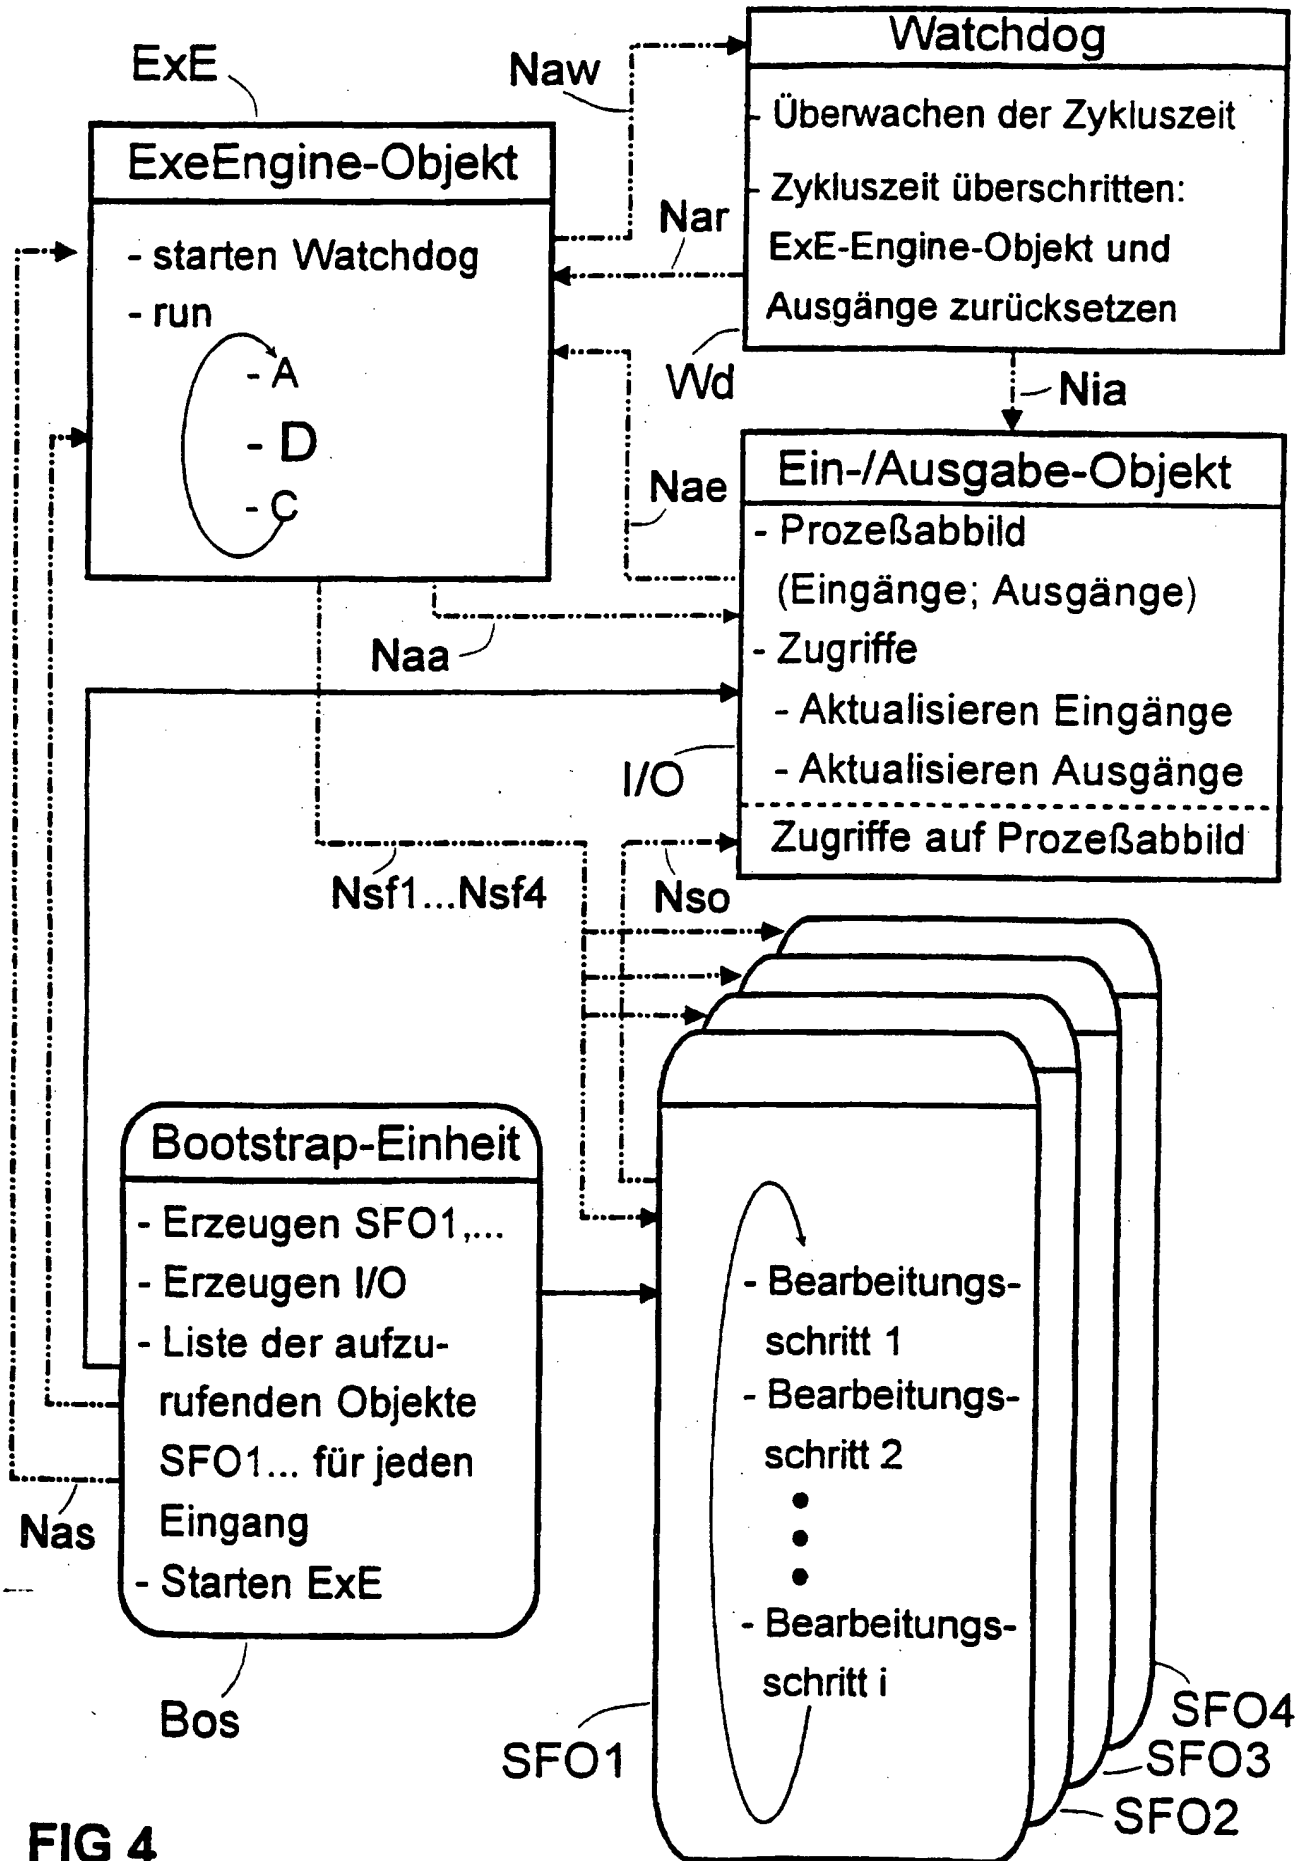 ExE
ExeEngine-Objekt
- starten Watchdog
- run
- A
- D
- C
Naw
Nar
Watchdog
- Überwachen der Zykluszeit
- Zykluszeit überschritten:
ExE-Engine-Objekt und
Ausgänge zurücksetzen
Wd
Nia
Nae
Naa
Ein-/Ausgabe-Objekt
- Prozeßabbild
(Eingänge; Ausgänge)
- Zugriffe
- Aktualisieren Eingänge
- Aktualisieren Ausgänge
Zugriffe auf Prozeßabbild
I/O
Nsf1...Nsf4
Nso
Bootstrap-Einheit
- Erzeugen SFO1,...
- Erzeugen I/O
- Liste der aufzu-
rufenden Objekte
SFO1... für jeden
Eingang
- Starten ExE
Nas
Bos
- Bearbeitungs-
schritt 1
- Bearbeitungs-
schritt 2
- Bearbeitungs-
schritt i
SFO1
SFO4
SFO3
SFO2
FIG 4